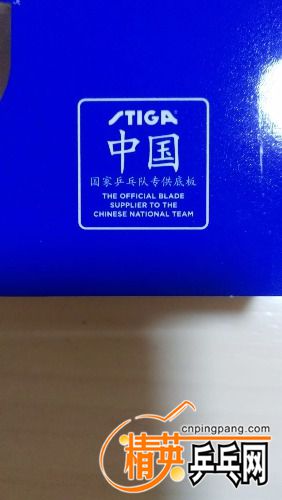 STIGA
中国
国家乒乓队专供底板
THE OFFICIAL BLADE
SUPPLIER TO THE
CHINESE NATIONAL TEAM
cnpingpang.com
精英乒乓网